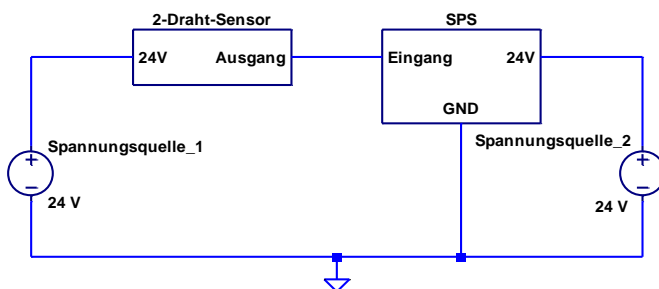 2-Draht-Sensor
SPS
24V
Ausgang
Eingang
24V
GND
Spannungsquelle_1
24 V
Spannungsquelle_2
24 V